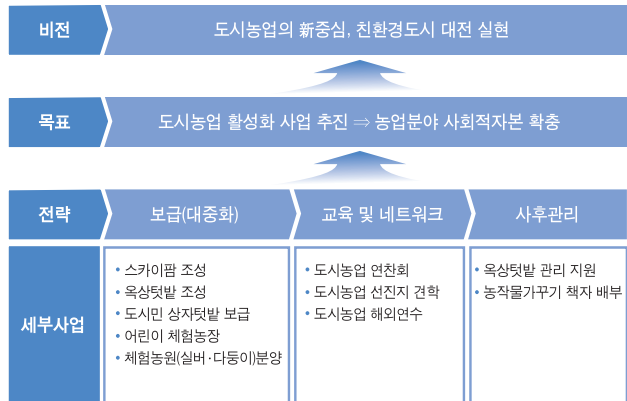 비전
도시농업의 新중심, 친환경도시 대전 실현
목표
도시농업 활성화 사업 추진 ⇒ 농업분야 사회적자본 확충
전략
보급(대중화)
교육 및 네트워크
사후관리
세부사업
• 스카이팜 조성
• 옥상텃밭 조성
• 도시민 상자텃밭 보급
• 어린이 체험농장
• 체험농원(실버·다둥이)분양
• 도시농업 연찬회
• 도시농업 선진지 견학
• 도시농업 해외연수
• 옥상텃밭 관리 지원
• 농작물가꾸기 책자 배부